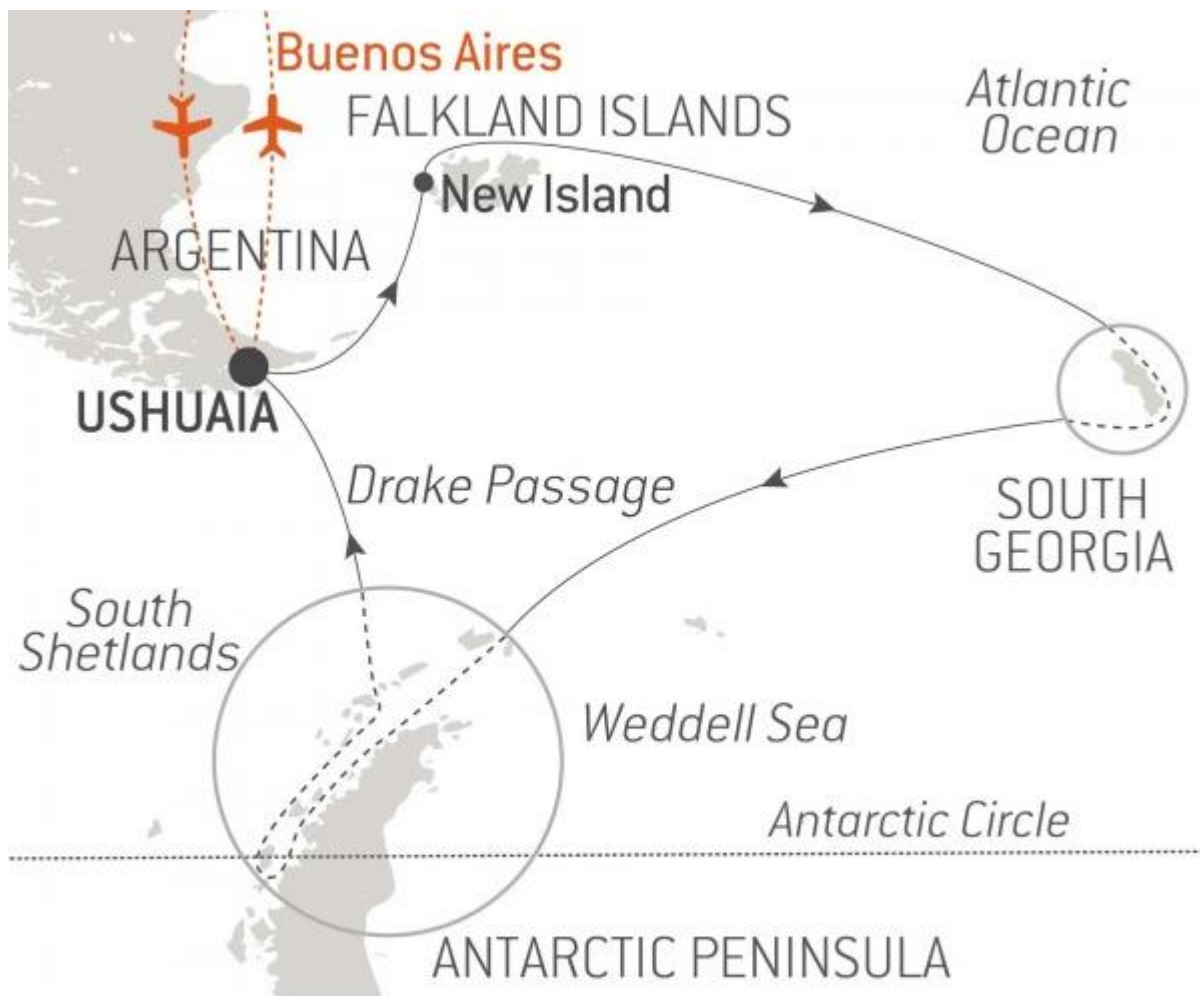 Buenos Aires
FALKLAND ISLANDS
Atlantic
Ocean
New Island
ARGENTINA
USHUAIA
Drake Passage
SOUTH
GEORGIA
South
Shetlands
Weddell Sea
Antarctic Circle
ANTARCTIC PENINSULA